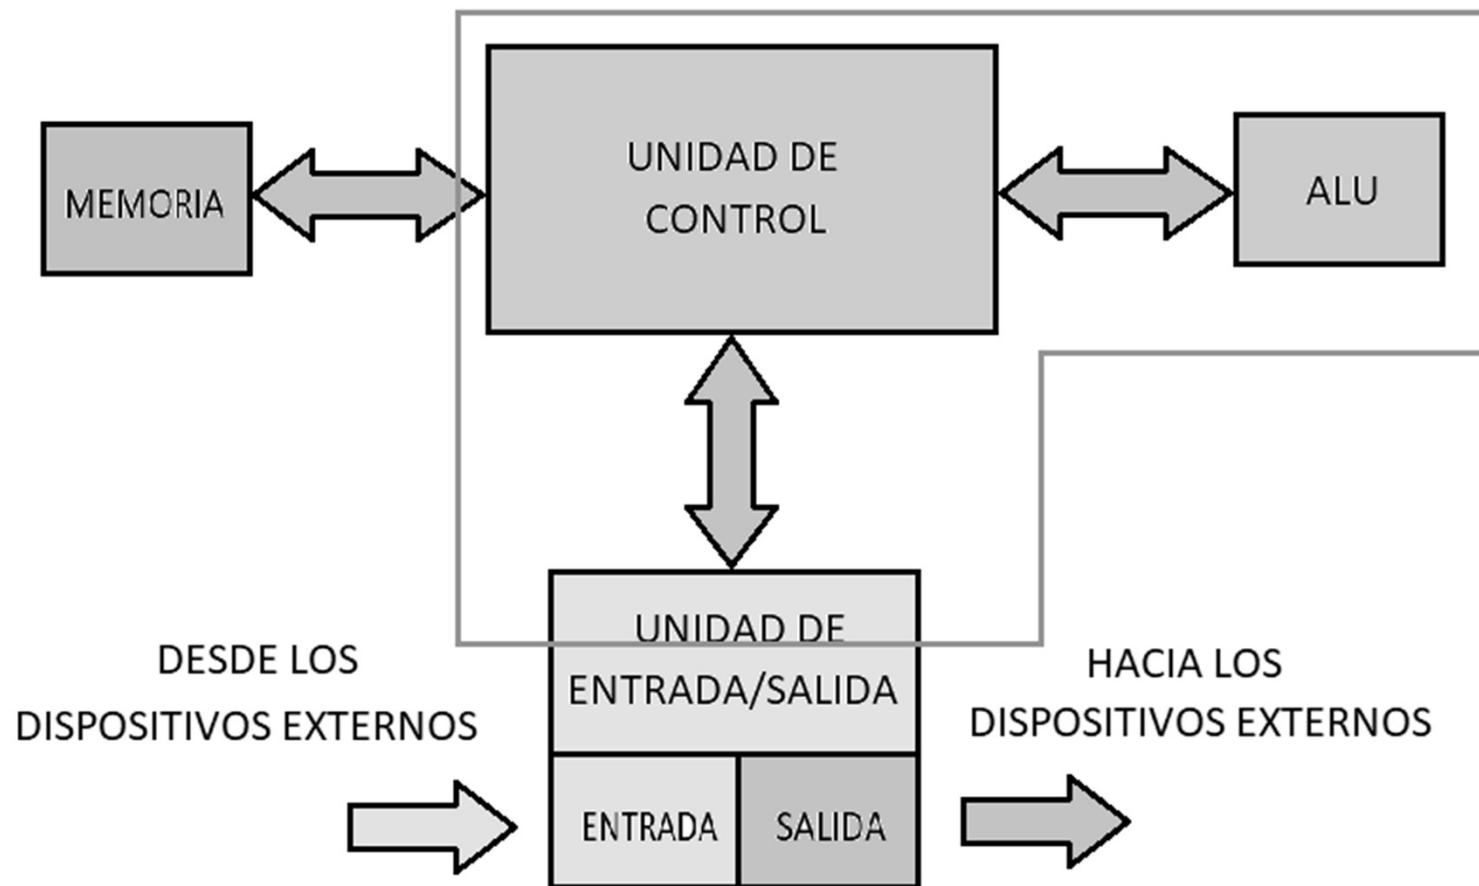 UNIDAD DE
CONTROL
MEMORIA
ALU
UNIDAD DE
ENTRADA/SALIDA
DESDE LOS
DISPOSITIVOS EXTERNOS
HACIA LOS
DISPOSITIVOS EXTERNOS
ENTRADA
SALIDA